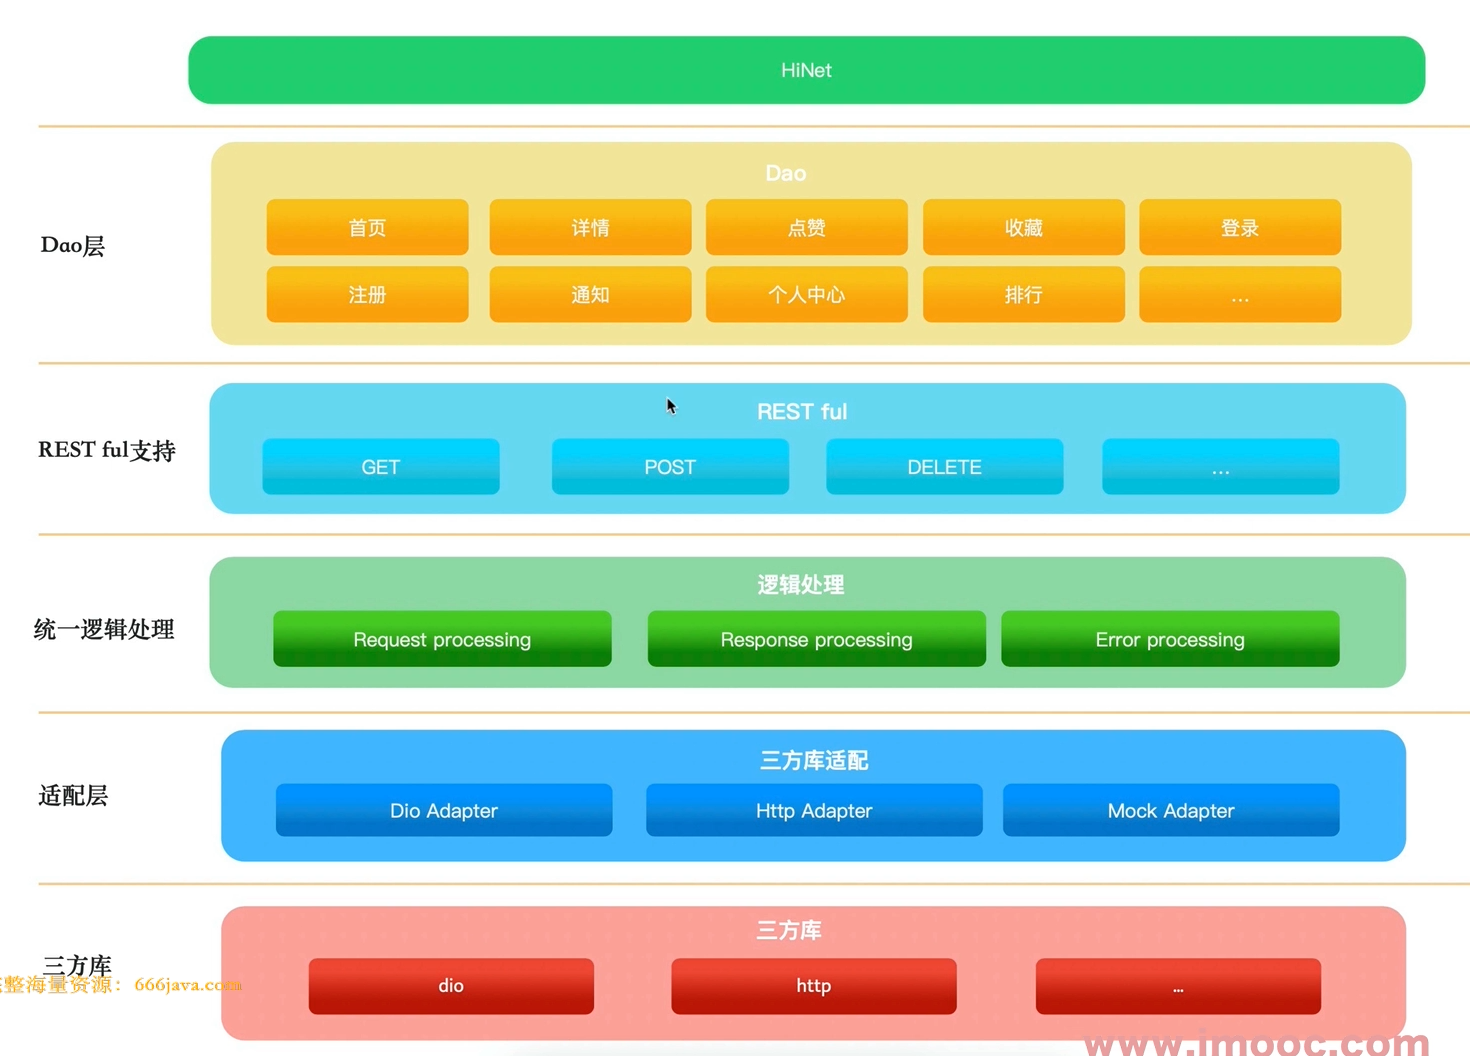 HiNet
Dao层
Dao
首页 详情 点赞 收藏 登录
注册 通知 个人中心 排行 ...
REST ful支持
REST ful
GET POST DELETE ...
统一逻辑处理
逻辑处理
Request processing Response processing Error processing
适配层
三方库适配
Dio Adapter Http Adapter Mock Adapter
三方库
三方库
dio http ...
整海量资源：666java.com
www.imooc.com